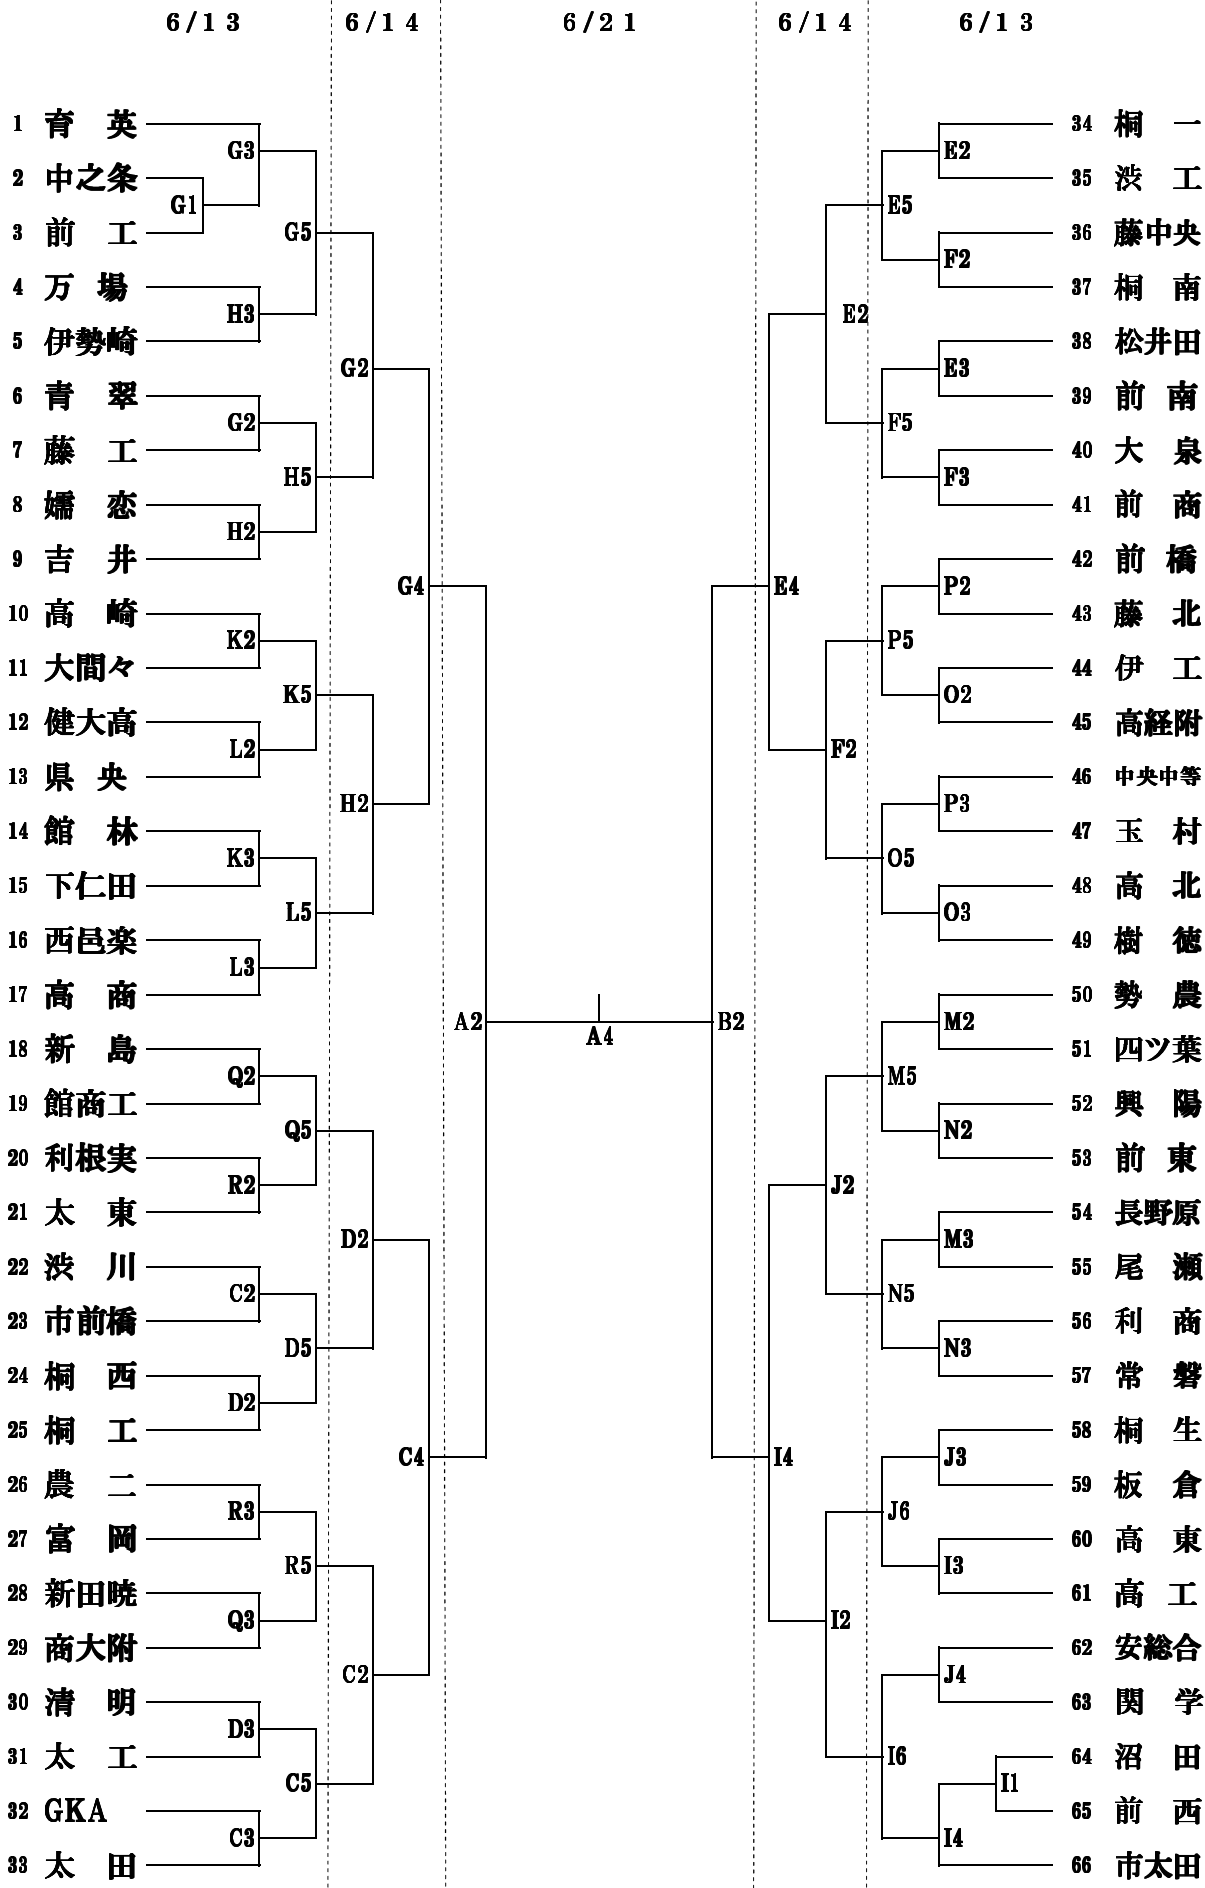 6/13 6/14 6/21 6/14 6/13
1 育 英
2 中之条
3 前 工
4 万 場
5 伊勢崎
6 青 翠
7 藤 工
8 嬬 恋
9 吉 井
10 高 崎
11 大間々
12 健大高
13 県 央
14 館 林
15 下仁田
16 西邑楽
17 高 商
18 新 島
19 館商工
20 利根実
21 太 東
22 渋 川
23 市前橋
24 桐 西
25 桐 工
26 農 二
27 富 岡
28 新田暁
29 商大附
30 清 明
31 太 工
32 GKA
33 太 田
G3
G1
H3
G2
H2
K2
L2
K3
L3
Q2
R2
C2
D2
R3
Q3
D3
C3
G5
H5
K5
L5
Q5
D5
R5
C5
G2
H2
D2
C2
G4
C4
A2
A4
B2
E4
I4
E2
F2
J2
I2
E5
F5
P5
O5
M5
N5
J6
I6
E2
F2
E3
F3
P2
O2
P3
O3
M2
N2
M3
N3
J3
I3
J4
I1
I4
34 桐 一
35 渋 工
36 藤中央
37 桐 南
38 松井田
39 前 南
40 大 泉
41 前 商
42 前 橋
43 藤 北
44 伊 工
45 高経附
46 中央中等
47 玉 村
48 高 北
49 樹 徳
50 勢 農
51 四ツ葉
52 興 陽
53 前 東
54 長野原
55 尾 瀬
56 利 商
57 常 磐
58 桐 生
59 板 倉
60 高 東
61 高 工
62 安総合
63 関 学
64 沼 田
65 前 西
66 市太田